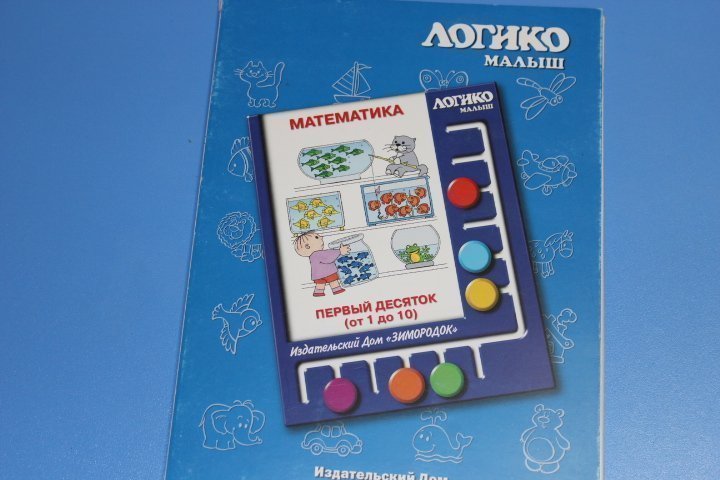 ЛОГИКО
МАЛЫШ
МАТЕМАТИКА
ЛОГИКО
МАЛЫШ
ПЕРВЫЙ ДЕСЯТОК
(от 1 до 10)
Издательский Дом «ЗИМОРОДОК»
Издательский Дом